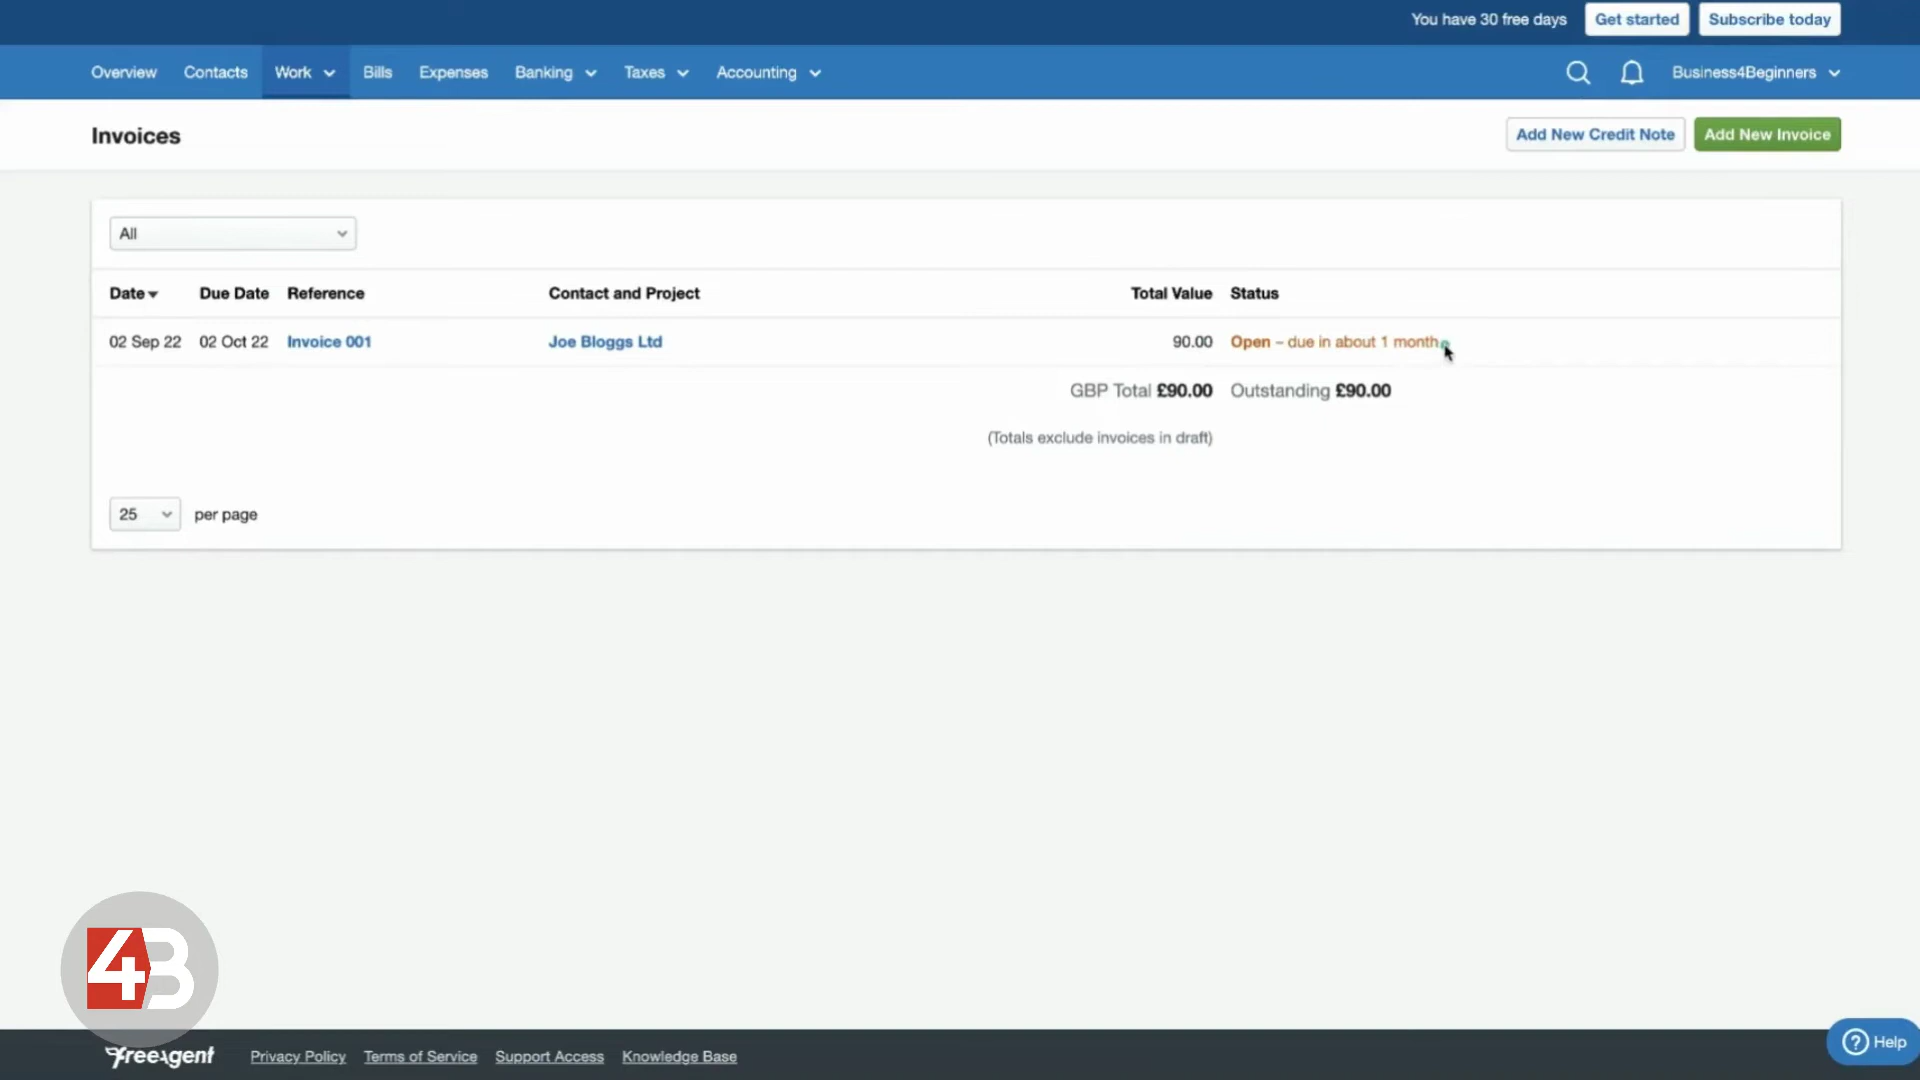 You have 30 free days Get started Subscribe today
Overview Contacts Work Bills Expenses Banking Taxes Accounting Business4Beginners
Invoices Add New Credit Note Add New Invoice
All
Date Due Date Reference Contact and Project Total Value Status
02 Sep 22 02 Oct 22 Invoice 001 Joe Bloggs Ltd 90.00 Open – due in about 1 month
GBP Total £90.00 Outstanding £90.00
(Totals exclude invoices in draft)
25 per page
4B
freeagent Privacy Policy Terms of Service Support Access Knowledge Base
? Help